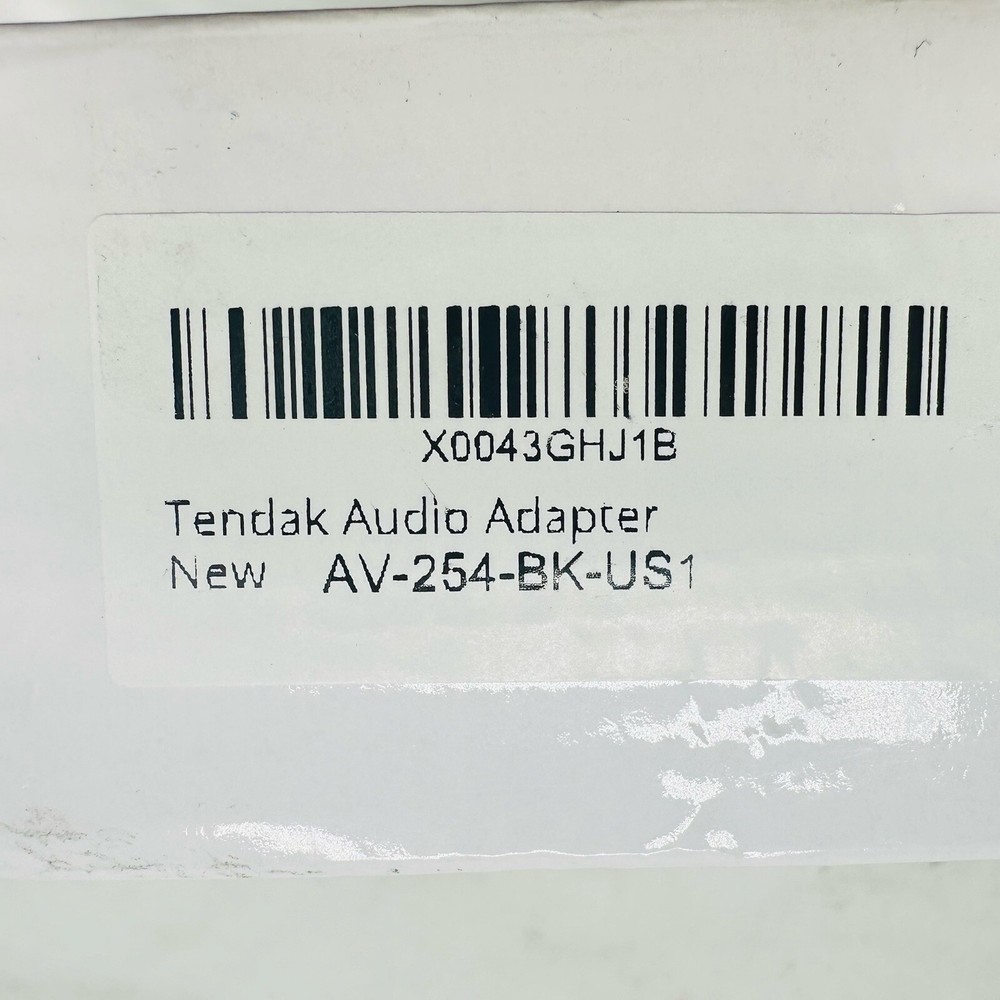 X0043GHJ1B
Tendak Audio Adapter
New AV-254-BK-US1